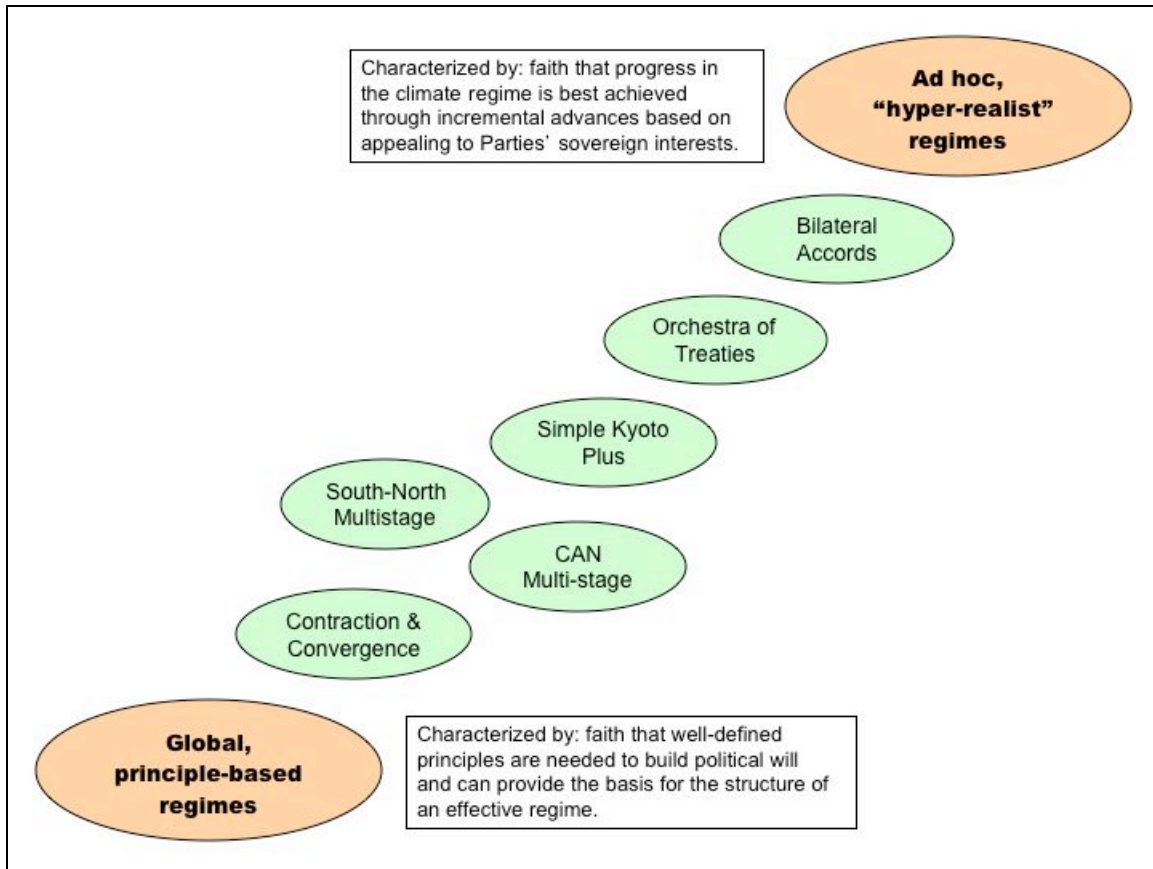 Characterized by: faith that progress in
the climate regime is best achieved
through incremental advances based on
appealing to Parties’ sovereign interests.
Ad hoc,
“hyper-realist”
regimes
Bilateral
Accords
Orchestra of
Treaties
Simple Kyoto
Plus
South-North
Multistage
CAN
Multi-stage
Contraction &
Convergence
Global,
principle-based
regimes
Characterized by: faith that well-defined
principles are needed to build political will
and can provide the basis for the structure of
an effective regime.